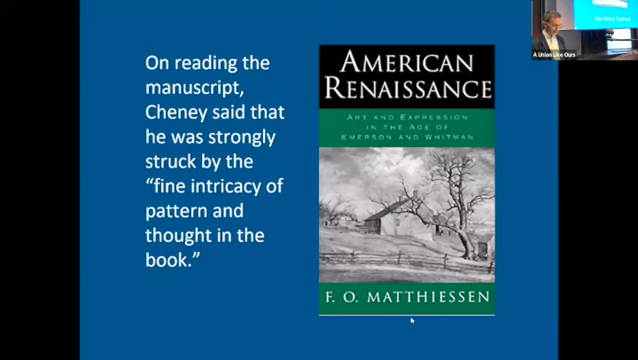 On reading the
manuscript,
Cheney said that
he was strongly
struck by the
“fine intricacy of
pattern and
thought in the
book.”
AMERICAN
RENAISSANCE
ART AND EXPRESSION
IN THE AGE OF
EMERSON AND WHITMAN
F. O. MATTHIESSEN
A Union Like Ours